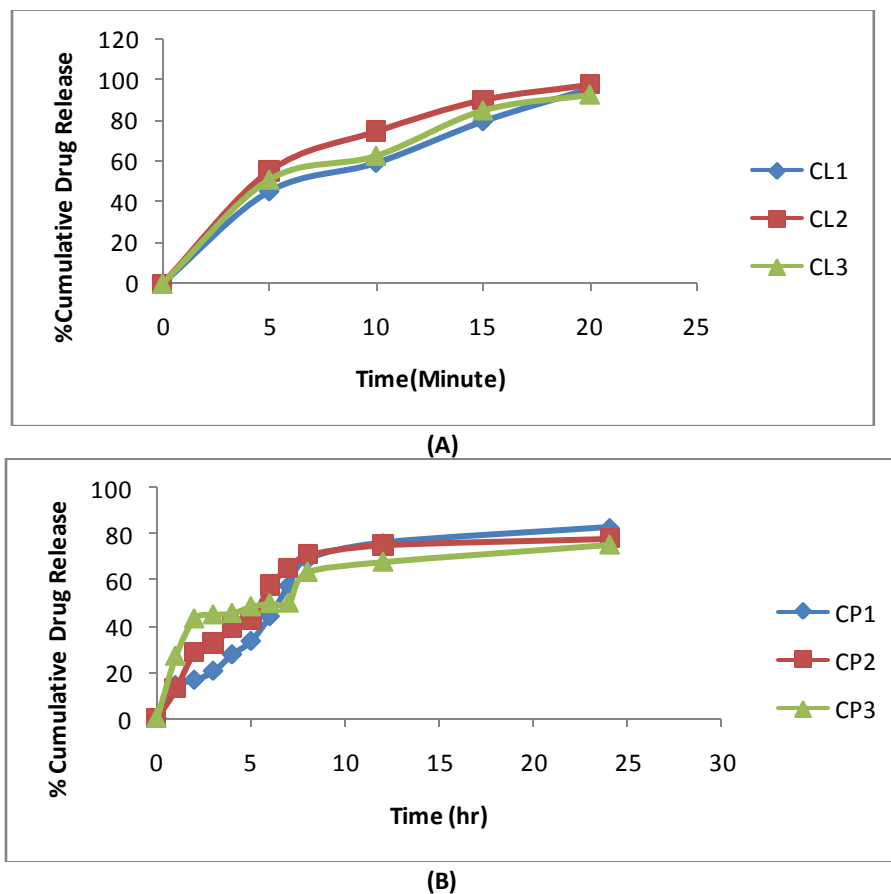 %Cumulative Drug Release
120
100
80
60
40
20
0
0 5 10 15 20 25
Time(Minute)
CL1
CL2
CL3
(A)
% Cumulative Drug Release
100
80
60
40
20
0
0 5 10 15 20 25 30
Time (hr)
CP1
CP2
CP3
(B)